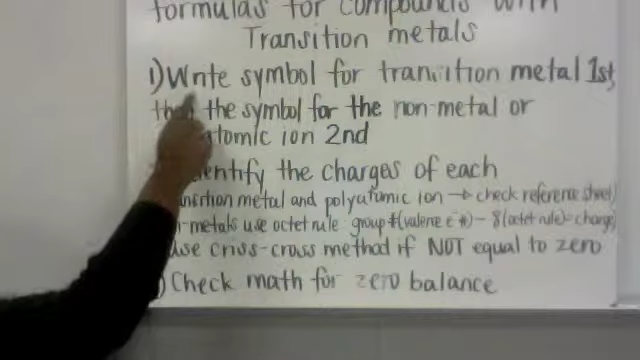 formulas for compounds with
Transition metals
1) Write symbol for transition metal 1st,
then the symbol for the non-metal or
atomic ion 2nd
identify the charges of each
transition metal and polyatomic ion → check reference sheet
metals use octet rule: group # (valence e⁻ #) - 8 (octet rule) = charge
use criss-cross method if NOT equal to zero
) Check math for zero balance